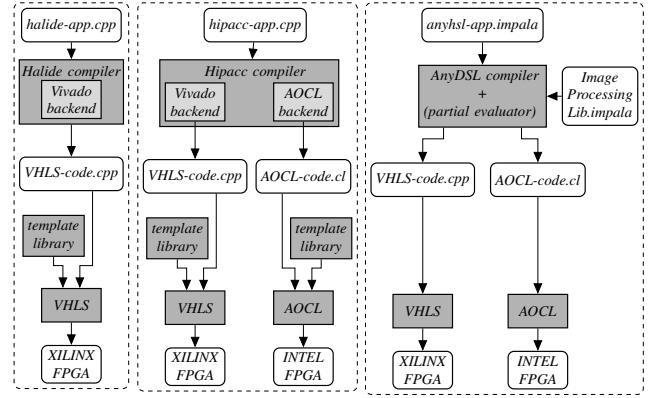 halide-app.cpp
Halide compiler
Vivado
backend
VHLS-code.cpp
template
library
VHLS
XILINX
FPGA
hipacc-app.cpp
Hipacc compiler
Vivado
backend
AOCL
backend
VHLS-code.cpp
AOCL-code.cl
template
library
template
library
VHLS
AOCL
XILINX
FPGA
INTEL
FPGA
anyhsl-app.impala
AnyDSL compiler
+
(partial evaluator)
Image
Processing
Lib.impala
VHLS-code.cpp
AOCL-code.cl
VHLS
AOCL
XILINX
FPGA
INTEL
FPGA